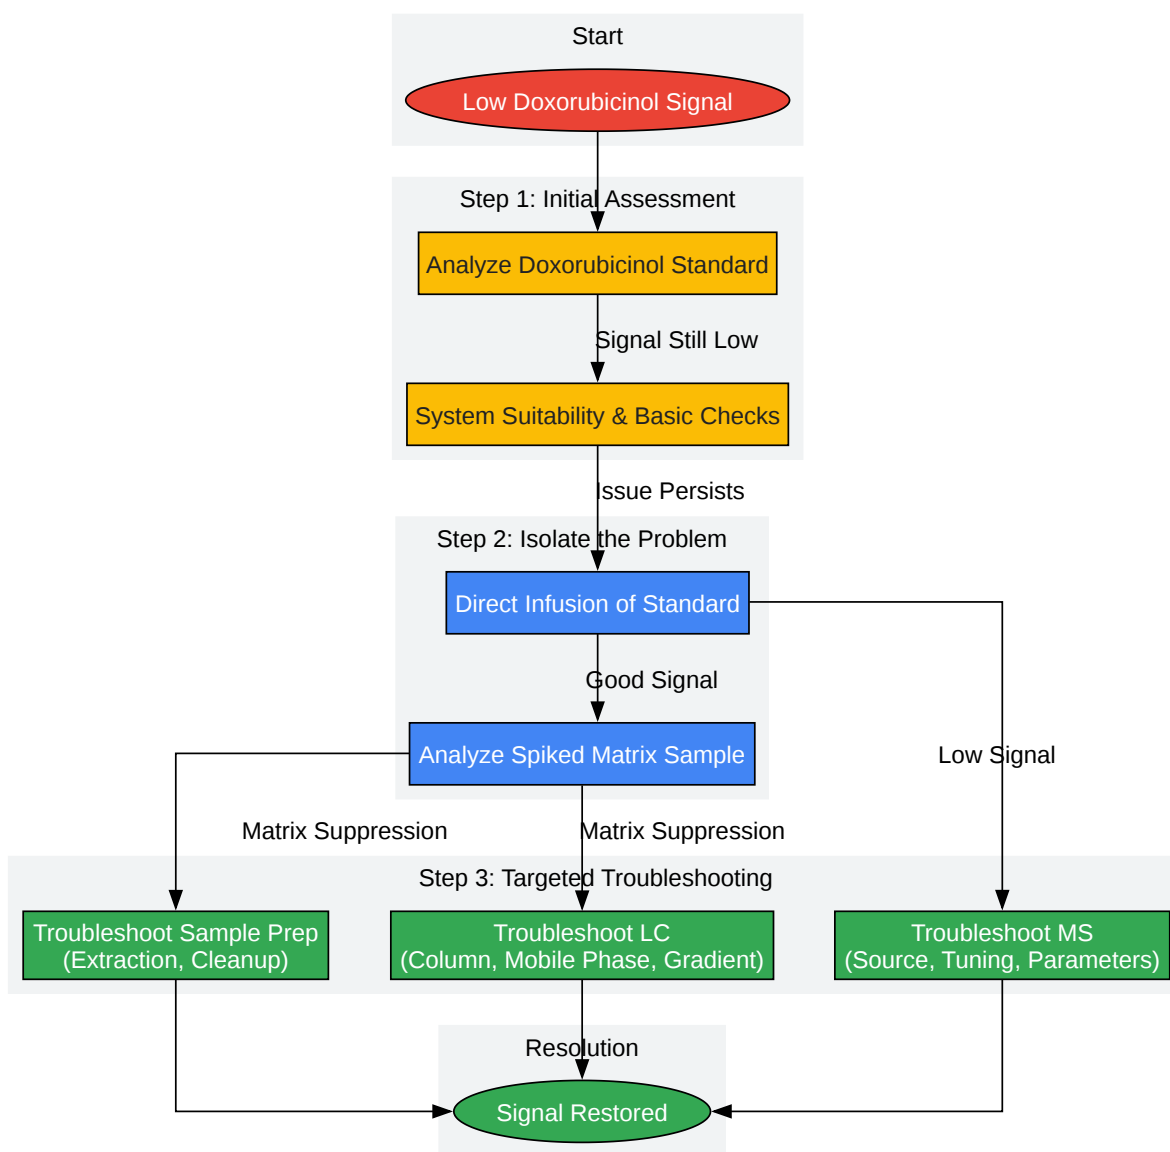 Start
Low Doxorubicinol Signal
Step 1: Initial Assessment
Analyze Doxorubicinol Standard
Signal Still Low
System Suitability & Basic Checks
Issue Persists
Step 2: Isolate the Problem
Direct Infusion of Standard
Good Signal
Analyze Spiked Matrix Sample
Low Signal
Matrix Suppression
Matrix Suppression
Step 3: Targeted Troubleshooting
Troubleshoot Sample Prep
(Extraction, Cleanup)
Troubleshoot LC
(Column, Mobile Phase, Gradient)
Troubleshoot MS
(Source, Tuning, Parameters)
Resolution
Signal Restored